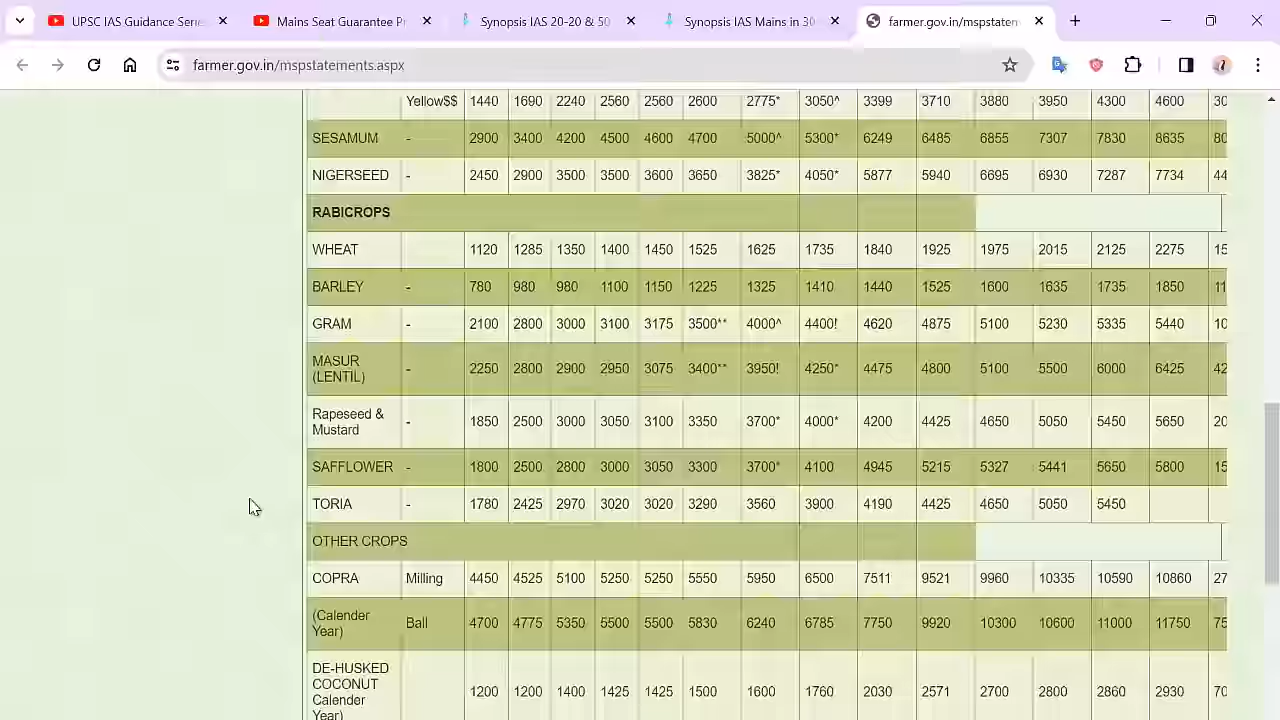 UPSC IAS Guidance Serie
Mains Seat Guarantee Pr
Synopsis IAS 20-20 & 50
Synopsis IAS Mains in 30
farmer.gov.in/mspstatem
farmer.gov.in/mspstatements.aspx
Yellow$$ 1440 1690 2240 2560 2560 2600 2775* 3050^ 3399 3710 3880 3950 4300 4600 30
SESAMUM - 2900 3400 4200 4500 4600 4700 5000^ 5300* 6249 6485 6855 7307 7830 8635 80
NIGERSEED - 2450 2900 3500 3500 3600 3650 3825* 4050* 5877 5940 6695 6930 7287 7734 44
RABICROPS
WHEAT 1120 1285 1350 1400 1450 1525 1625 1735 1840 1925 1975 2015 2125 2275 15
BARLEY - 780 980 980 1100 1150 1225 1325 1410 1440 1525 1600 1635 1735 1850 11
GRAM - 2100 2800 3000 3100 3175 3500** 4000^ 4400! 4620 4875 5100 5230 5335 5440 10
MASUR
(LENTIL) - 2250 2800 2900 2950 3075 3400** 3950! 4250* 4475 4800 5100 5500 6000 6425 42
Rapeseed &
Mustard - 1850 2500 3000 3050 3100 3350 3700* 4000* 4200 4425 4650 5050 5450 5650 20
SAFFLOWER - 1800 2500 2800 3000 3050 3300 3700* 4100 4945 5215 5327 5441 5650 5800 15
TORIA - 1780 2425 2970 3020 3020 3290 3560 3900 4190 4425 4650 5050 5450
OTHER CROPS
COPRA Milling 4450 4525 5100 5250 5250 5550 5950 6500 7511 9521 9960 10335 10590 10860 27
(Calender
Year) Ball 4700 4775 5350 5500 5500 5830 6240 6785 7750 9920 10300 10600 11000 11750 75
DE-HUSKED
COCONUT
Calender
Year) 1200 1200 1400 1425 1425 1500 1600 1760 2030 2571 2700 2800 2860 2930 70